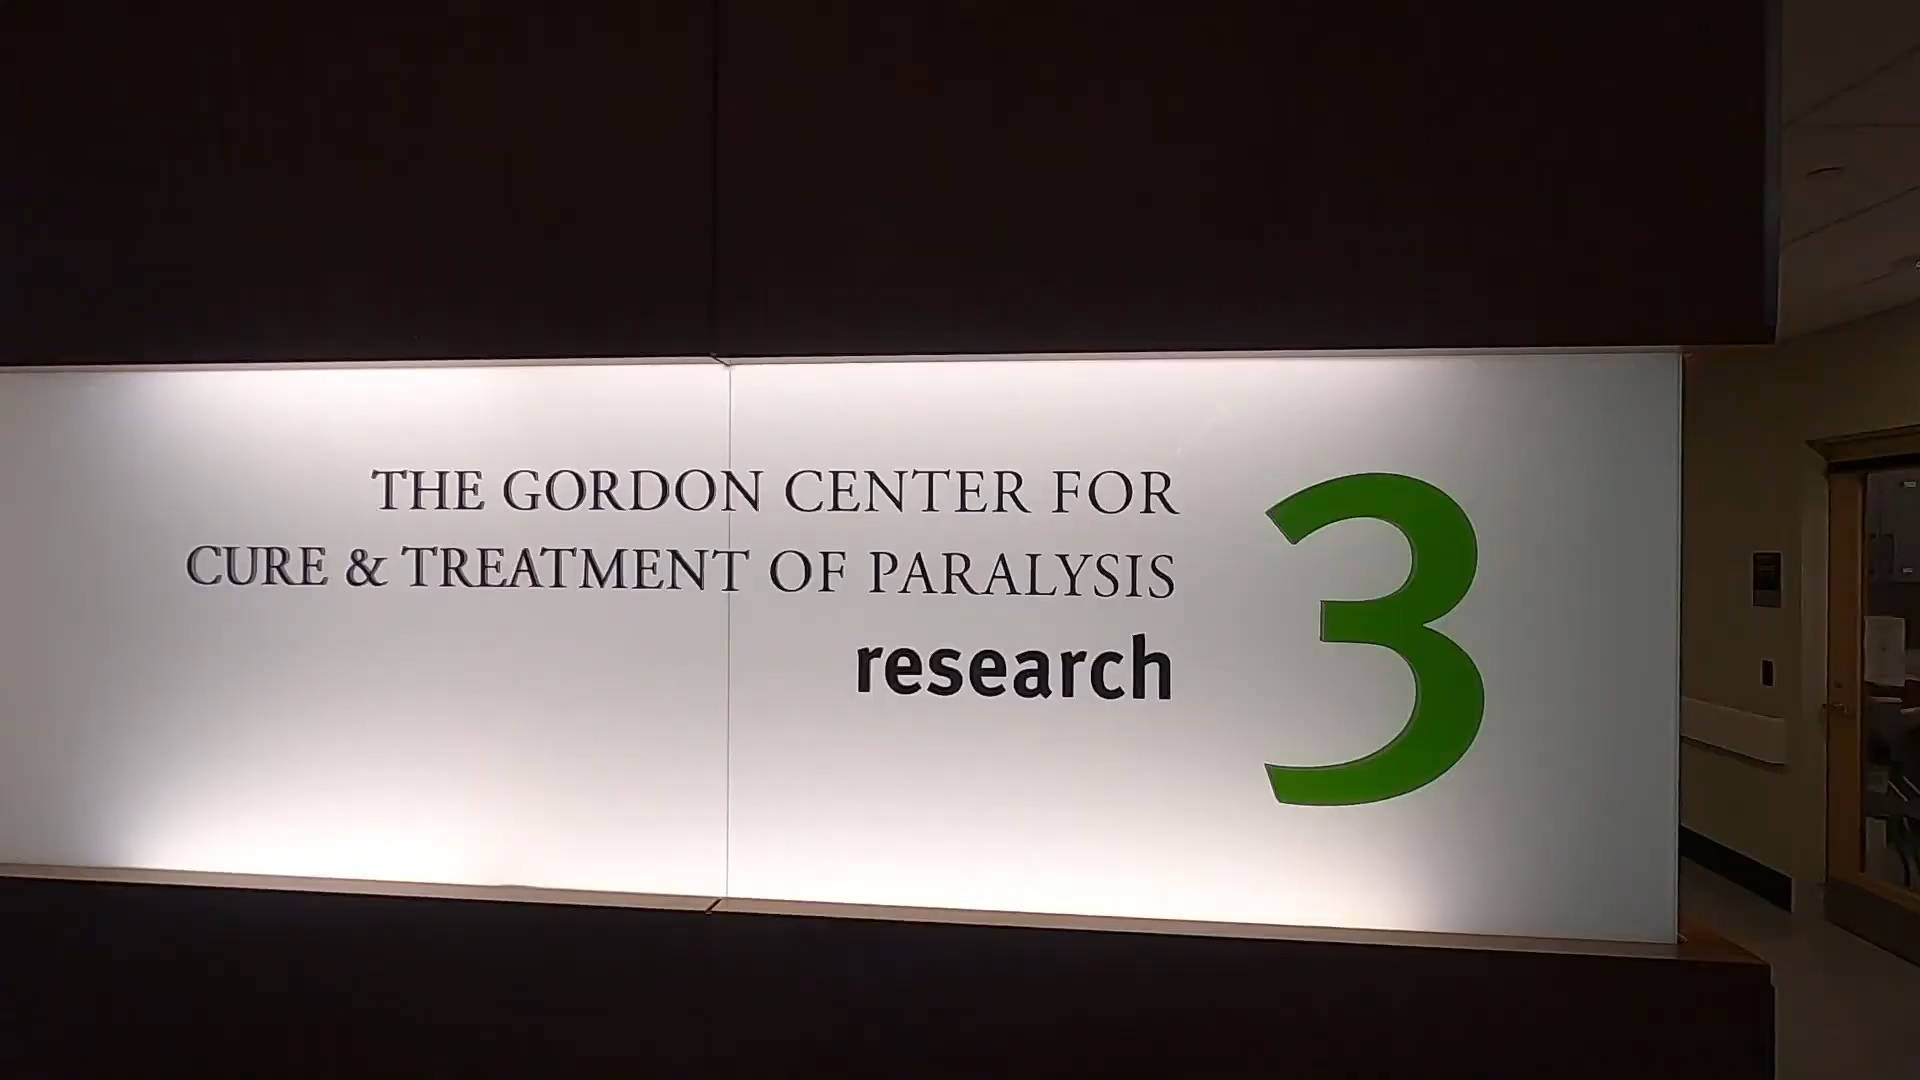 THE GORDON CENTER FOR
CURE & TREATMENT OF PARALYSIS
research
3